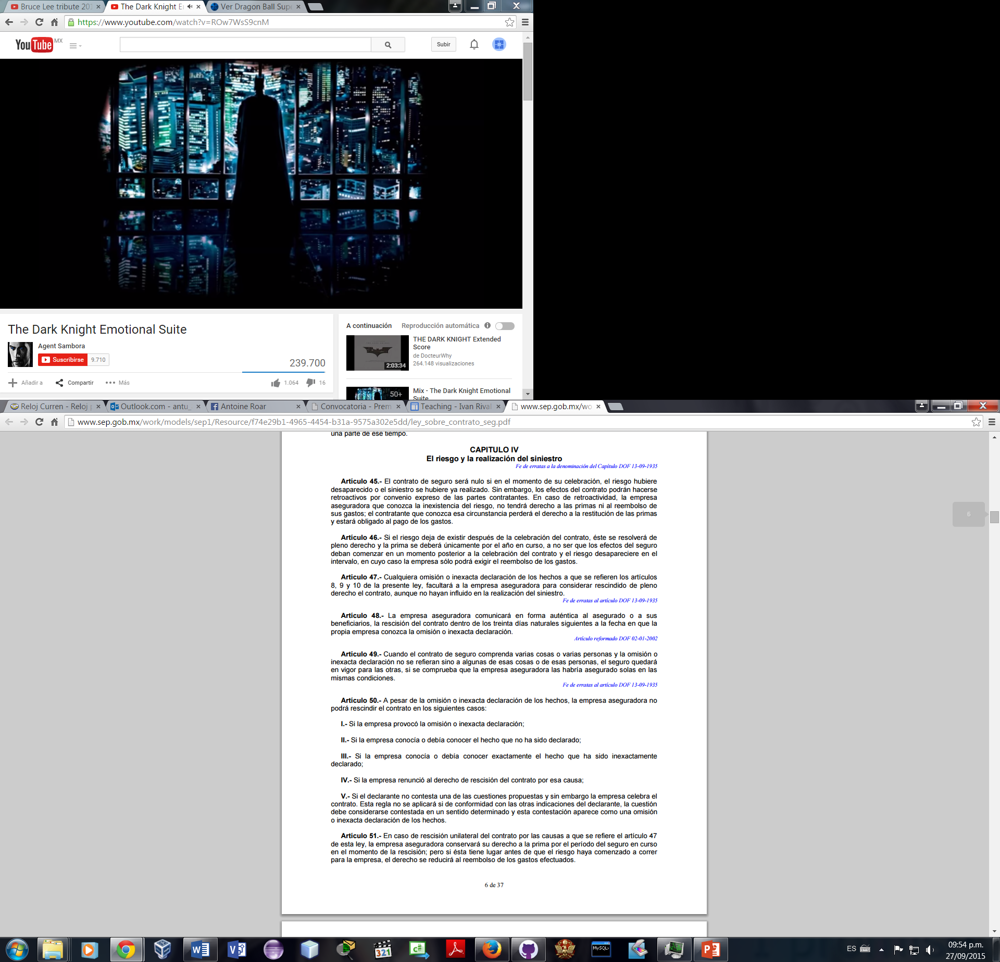 Bruce Lee tribute 201
The Dark Knight E
Ver Dragon Ball Supe
https://www.youtube.com/watch?v=ROw7WsS9cnM
YouTube MX
Subir
The Dark Knight Emotional Suite
Agent Sambora
Suscribirse 9.710
239.700
Añadir a Compartir Más 1.064 16
A continuación Reproducción automática
THE DARK KNIGHT Extended
Score
de DocteurWhy
264.148 visualizaciones
2:03:34
50+
Mix - The Dark Knight Emotional
Suite
Reloj Curren - Reloj
Outlook.com - antu_
Antoine Roar
Convocatoria - Prem
Teaching - Ivan Rival
www.sep.gob.mx/wo
www.sep.gob.mx/work/models/sep1/Resource/f74e29b1-4965-4454-b31a-9575a302e5dd/ley_sobre_contrato_seg.pdf
una parte de ese tiempo.
CAPITULO IV
El riesgo y la realización del siniestro
Fe de erratas a la denominación del Capítulo DOF 13-09-1935
Artículo 45.- El contrato de seguro será nulo si en el momento de su celebración, el riesgo hubiere
desaparecido o el siniestro se hubiere ya realizado. Sin embargo, los efectos del contrato podrán hacerse
retroactivos por convenio expreso de las partes contratantes. En caso de retroactividad, la empresa
aseguradora que conozca la inexistencia del riesgo, no tendrá derecho a las primas ni al reembolso de
sus gastos; el contratante que conozca esa circunstancia perderá el derecho a la restitución de las primas
y estará obligado al pago de los gastos.
Artículo 46.- Si el riesgo deja de existir después de la celebración del contrato, éste se resolverá de
pleno derecho y la prima se deberá únicamente por el año en curso, a no ser que los efectos del seguro
deban comenzar en un momento posterior a la celebración del contrato y el riesgo desapareciere en el
intervalo, en cuyo caso la empresa sólo podrá exigir el reembolso de los gastos.
Artículo 47.- Cualquiera omisión o inexacta declaración de los hechos a que se refieren los artículos
8, 9 y 10 de la presente ley, facultará a la empresa aseguradora para considerar rescindido de pleno
derecho el contrato, aunque no hayan influido en la realización del siniestro.
Fe de erratas al artículo DOF 13-09-1935
Artículo 48.- La empresa aseguradora comunicará en forma auténtica al asegurado o a sus
beneficiarios, la rescisión del contrato dentro de los treinta días naturales siguientes a la fecha en que la
propia empresa conozca la omisión o inexacta declaración.
Artículo reformado DOF 02-01-2002
Artículo 49.- Cuando el contrato de seguro comprenda varias cosas o varias personas y la omisión o
inexacta declaración no se refieran sino a algunas de esas cosas o de esas personas, el seguro quedará
en vigor para las otras, si se comprueba que la empresa aseguradora las habría asegurado solas en las
mismas condiciones.
Fe de erratas al artículo DOF 13-09-1935
Artículo 50.- A pesar de la omisión o inexacta declaración de los hechos, la empresa aseguradora no
podrá rescindir el contrato en los siguientes casos:
I.- Si la empresa provocó la omisión o inexacta declaración;
II.- Si la empresa conocía o debía conocer el hecho que no ha sido declarado;
III.- Si la empresa conocía o debía conocer exactamente el hecho que ha sido inexactamente
declarado;
IV.- Si la empresa renunció al derecho de rescisión del contrato por esa causa;
V.- Si el declarante no contesta una de las cuestiones propuestas y sin embargo la empresa celebra el
contrato. Esta regla no se aplicará si de conformidad con las otras indicaciones del declarante, la cuestión
debe considerarse contestada en un sentido determinado y esta contestación aparece como una omisión
o inexacta declaración de los hechos.
Artículo 51.- En caso de rescisión unilateral del contrato por las causas a que se refiere el artículo 47
de esta ley, la empresa aseguradora conservará su derecho a la prima por el período del seguro en curso
en el momento de la rescisión; pero si ésta tiene lugar antes de que el riesgo haya comenzado a correr
para la empresa, el derecho se reducirá al reembolso de los gastos efectuados.
6 de 37
6
321
C#
MySQL
ES
09:54 p.m.
27/09/2015